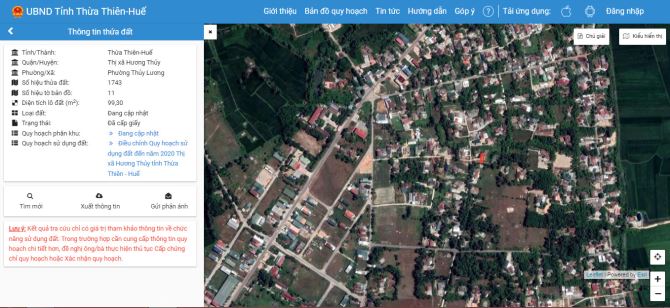 UBND Tỉnh Thừa Thiên-Huế
Giới thiệu Bản đồ quy hoạch Tin tức Hướng dẫn Góp ý Tải ứng dụng: Đăng nhập
Thông tin thửa đất
Tỉnh/Thành: Thừa Thiên-Huế
Quận/Huyện: Thị xã Hương Thủy
Phường/Xã: Phường Thủy Lương
Số hiệu thửa đất: 1743
Số hiệu tờ bản đồ: 11
Diện tích lô đất (m²): 99,30
Loại đất: Đang cập nhật
Trạng thái: Đã cấp giấy
Quy hoạch phân khu: » Đang cập nhật
Quy hoạch sử dụng đất: » Điều chỉnh Quy hoạch sử
dụng đất đến năm 2020 Thị
xã Hương Thủy tỉnh Thừa
Thiên - Huế
Tìm mới Xuất thông tin Gửi phản ánh
Lưu ý: Kết quả tra cứu chỉ có giá trị tham khảo thông tin về chức
năng sử dụng đất. Trong trường hợp cần cung cấp thông tin quy
hoạch chi tiết hơn, đề nghị ông/bà thực hiện thủ tục Cấp chứng
chỉ quy hoạch hoặc Xác nhận quy hoạch.
Chú giải Kiểu hiển thị
Leaflet | Powered by Esri